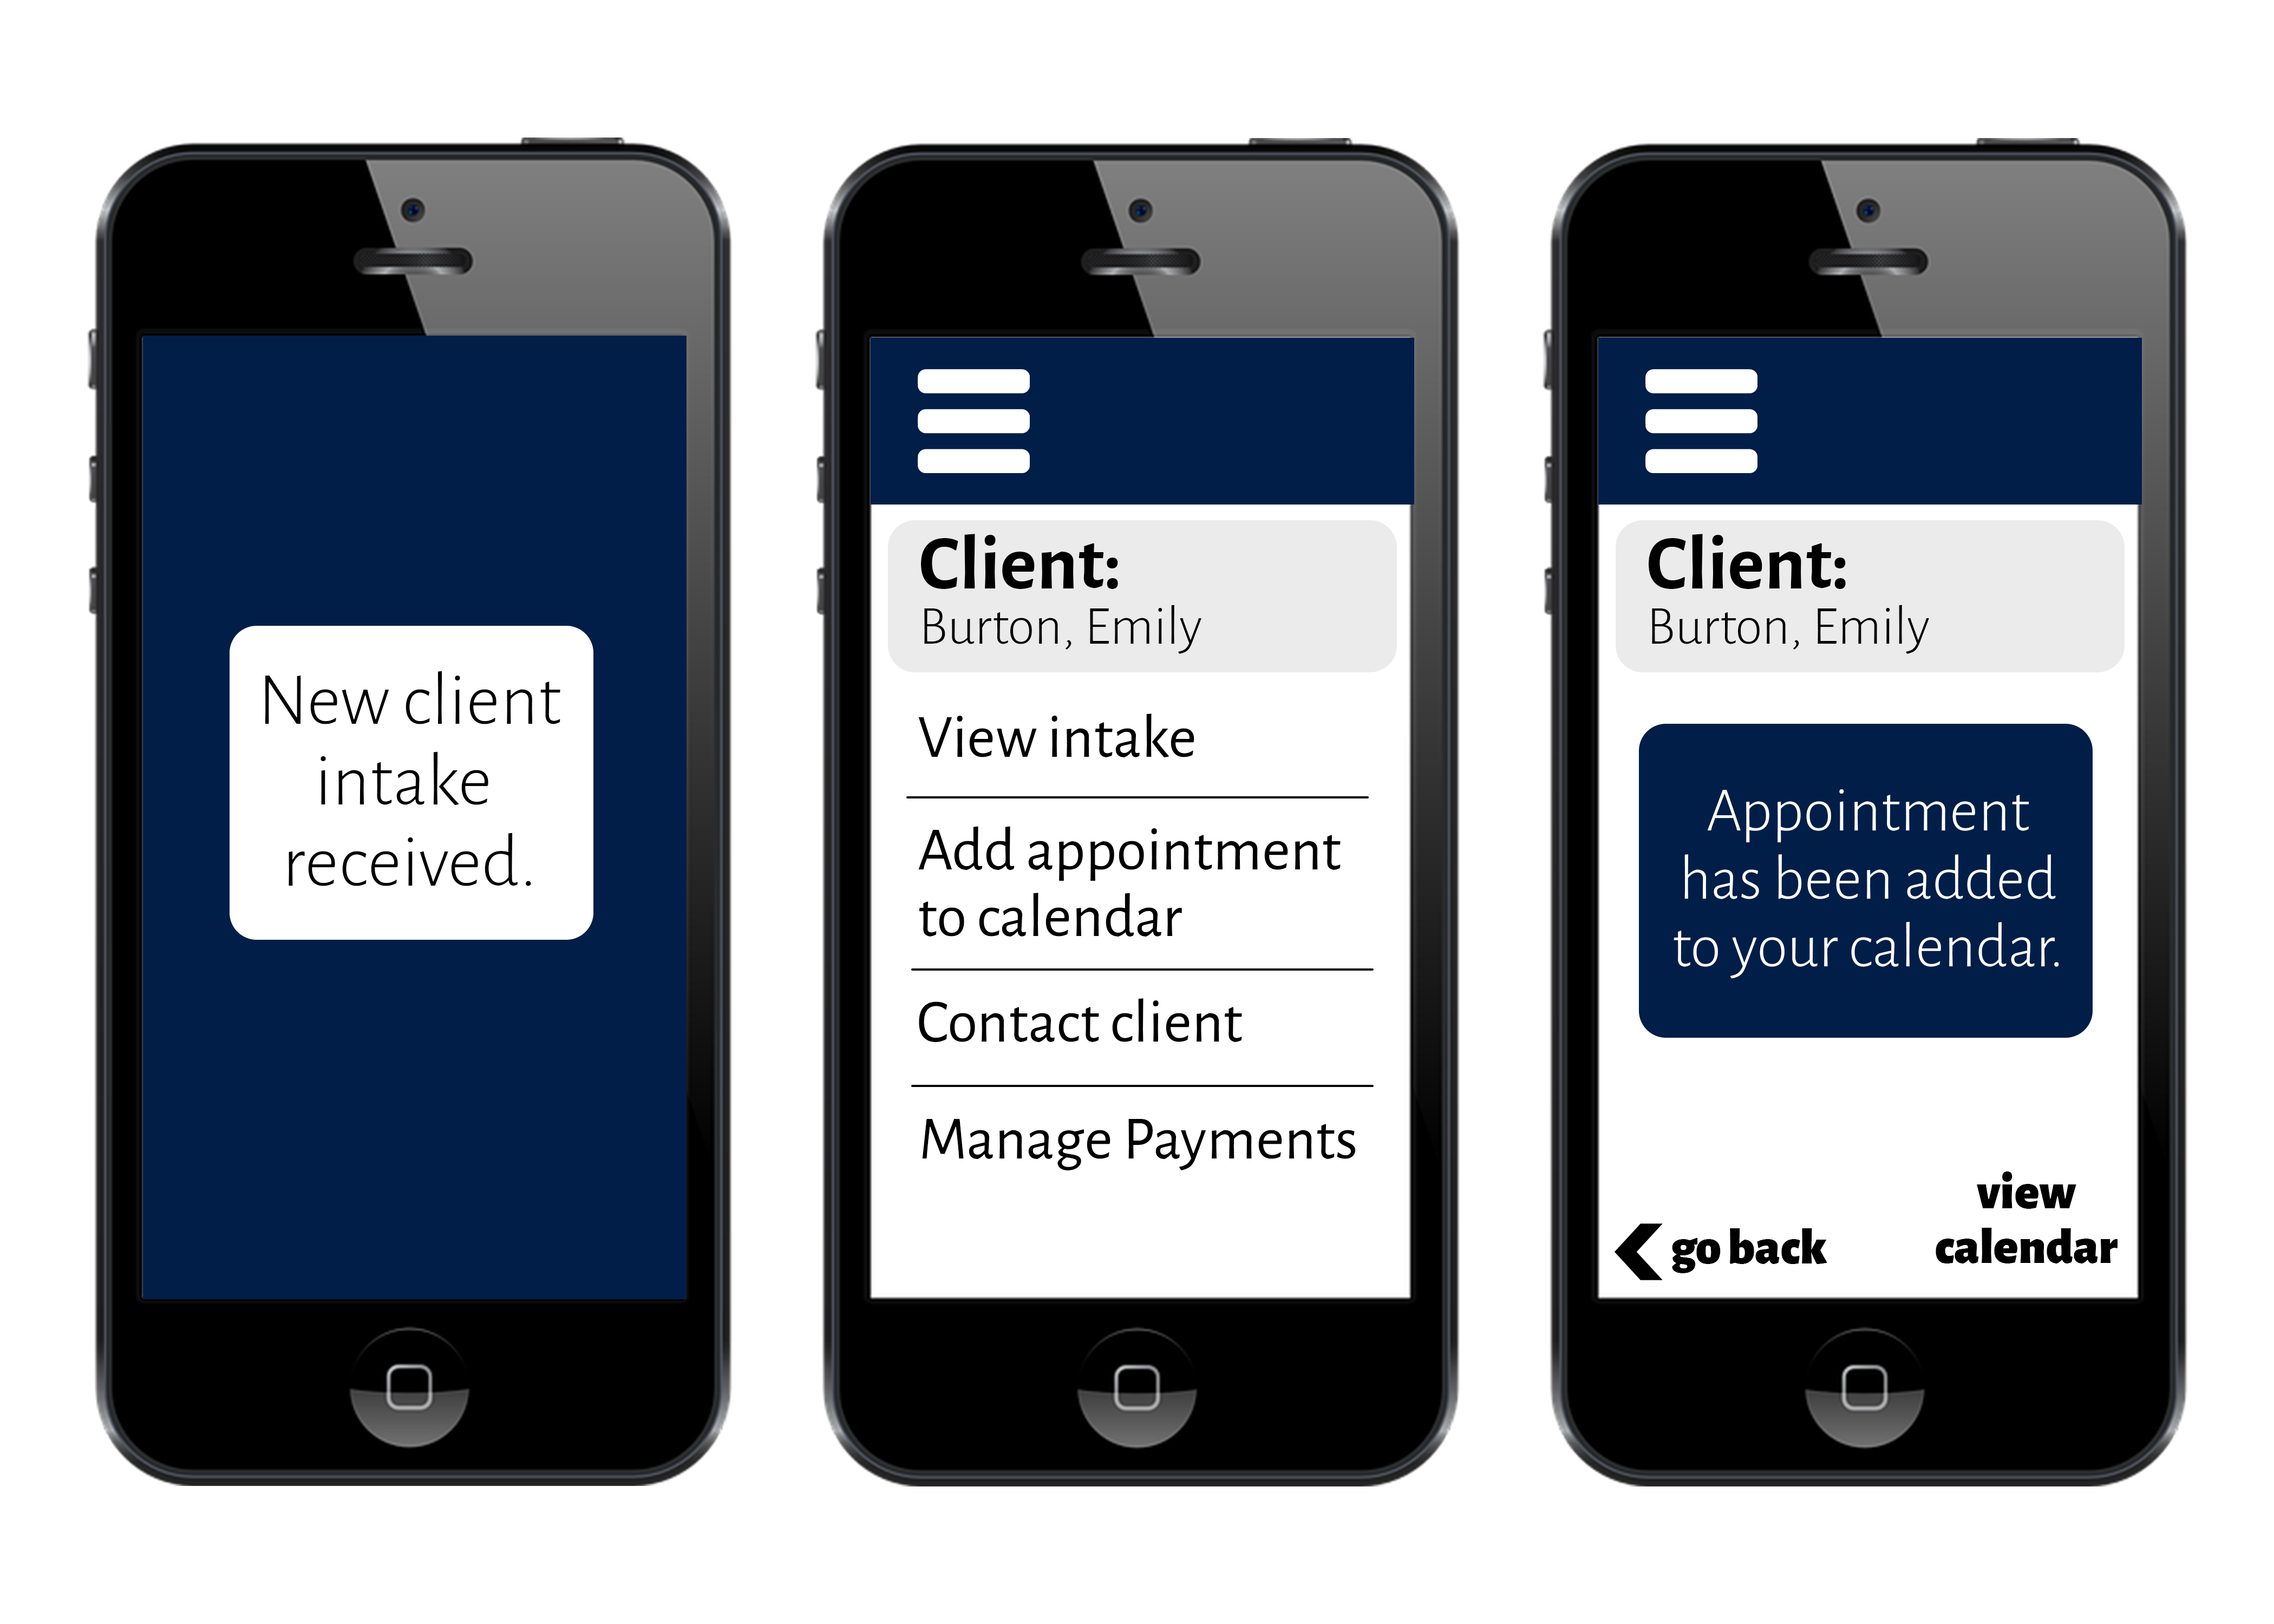 New client
intake
received.
Client:
Burton, Emily
View intake
Add appointment
to calendar
Contact client
Manage Payments
Client:
Burton, Emily
Appointment
has been added
to your calendar.
go back
view
calendar